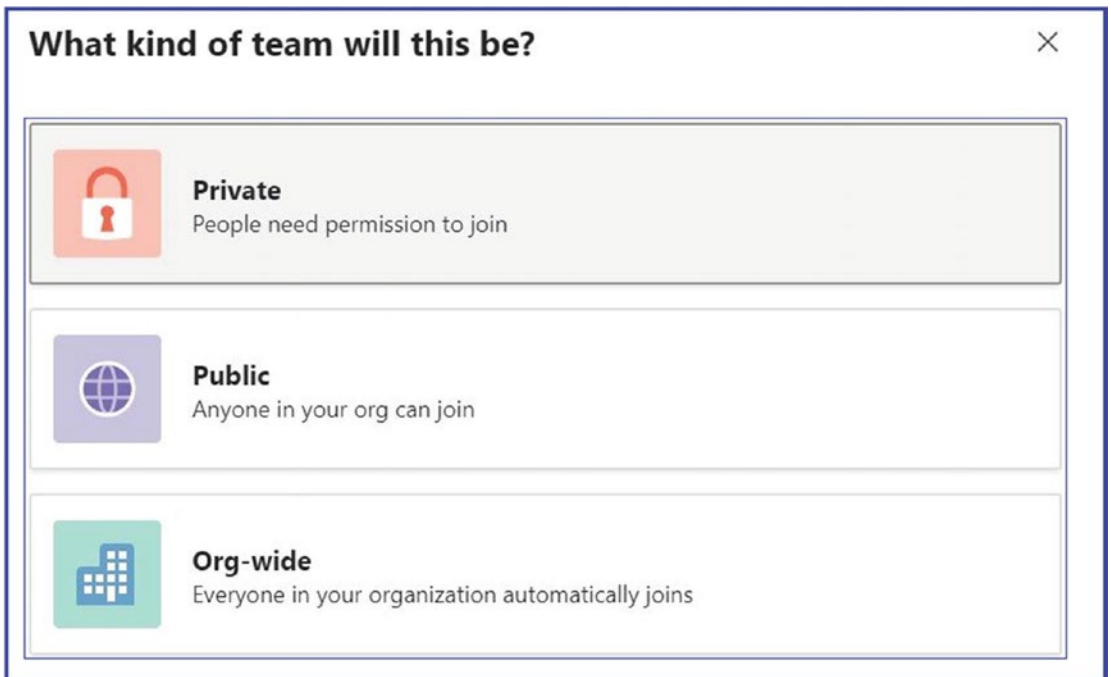 What kind of team will this be?
Private
People need permission to join
Public
Anyone in your org can join
Org-wide
Everyone in your organization automatically joins